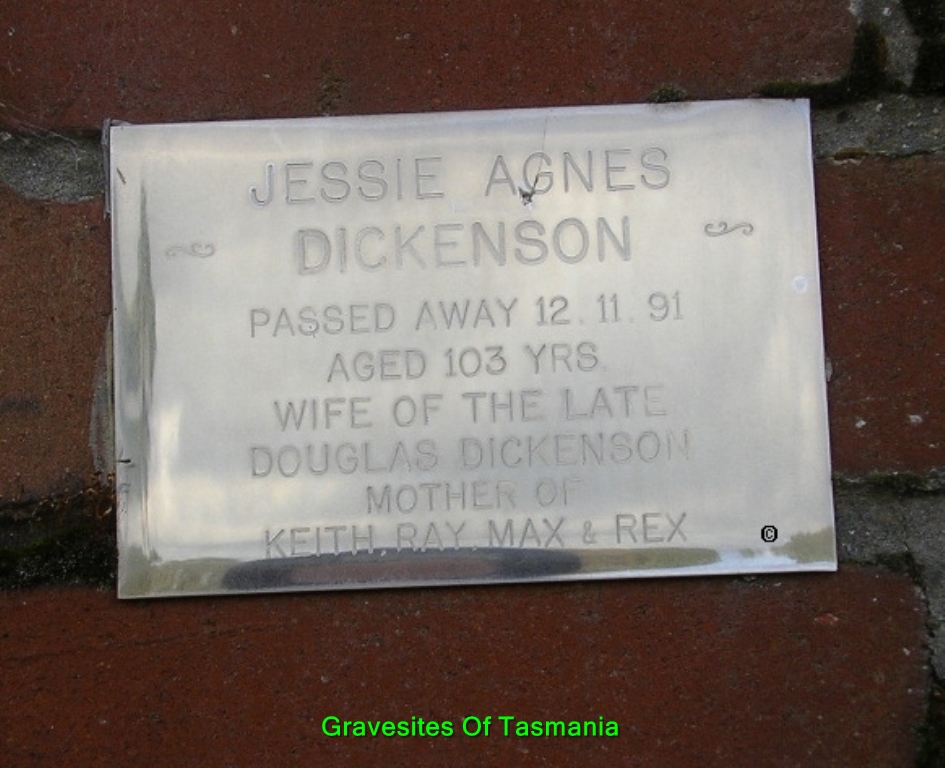 JESSIE AGNES
DICKENSON
PASSED AWAY 12.11.91
AGED 103 YRS.
WIFE OF THE LATE
DOUGLAS DICKENSON
MOTHER OF
KEITH, RAY, MAX & REX
©
Gravesites Of Tasmania